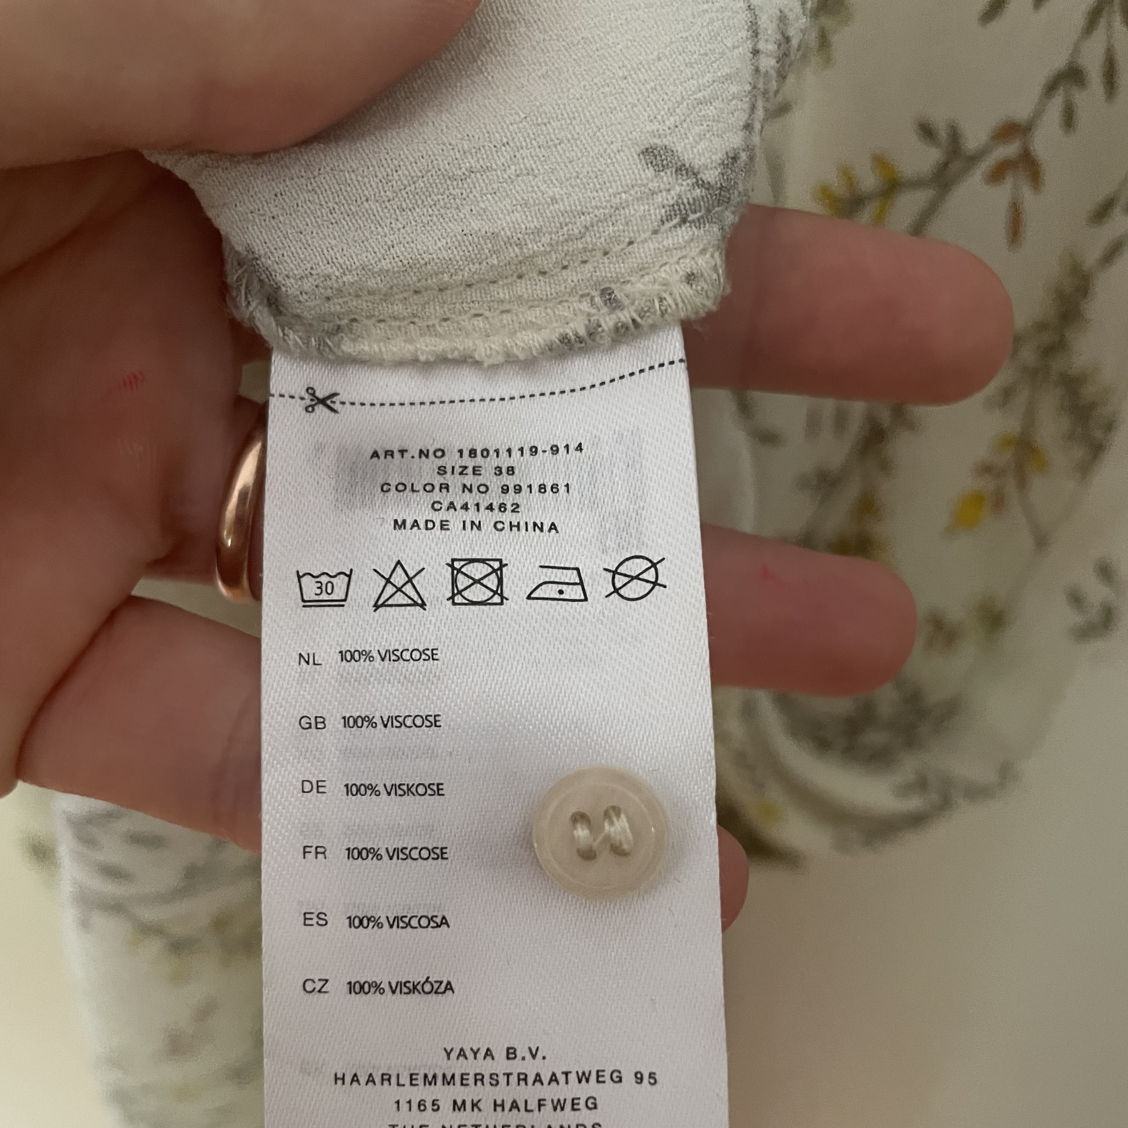 ART.NO 1801119-914
SIZE 38
COLOR NO 991861
CA41462
MADE IN CHINA
30
NL 100% VISCOSE
GB 100% VISCOSE
DE 100% VISKOSE
FR 100% VISCOSE
ES 100% VISCOSA
CZ 100% VISKÓZA
YAYA B.V.
HAARLEMMERSTRAATWEG 95
1165 MK HALFWEG
THE NETHERLANDS